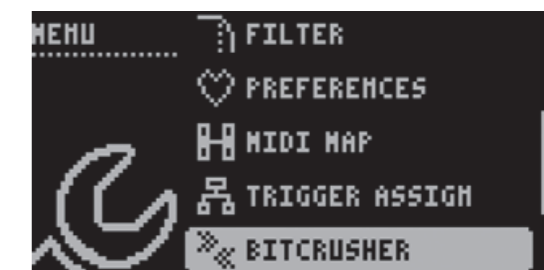 MENU
FILTER
PREFERENCES
MIDI MAP
TRIGGER ASSIGN
BITCRUSHER